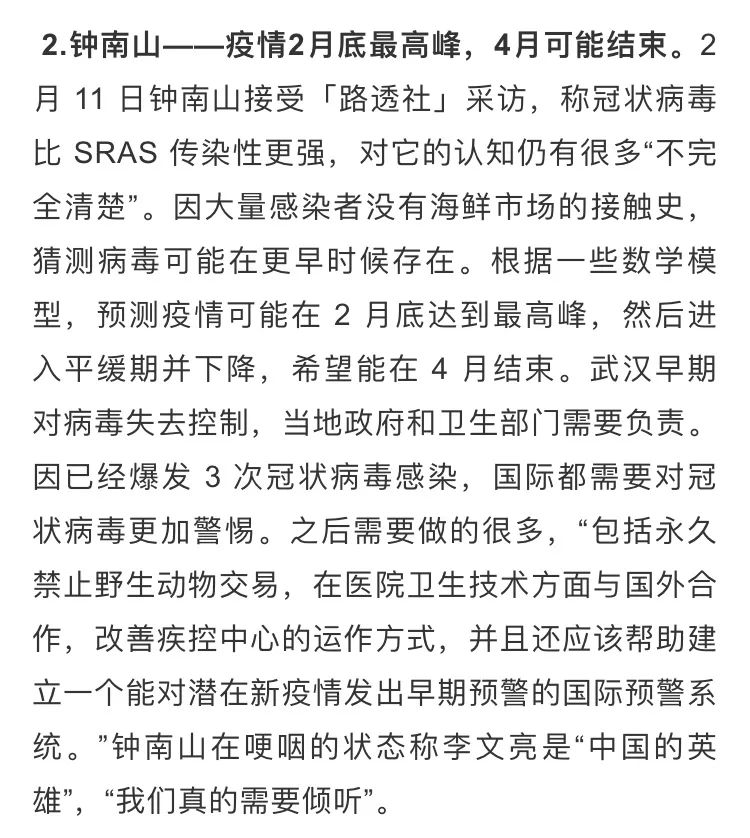 2.钟南山——疫情2月底最高峰，4月可能结束。2
月 11 日钟南山接受「路透社」采访，称冠状病毒
比 SRAS 传染性更强，对它的认知仍有很多“不完
全清楚”。因大量感染者没有海鲜市场的接触史，
猜测病毒可能在更早时候存在。根据一些数学模
型，预测疫情可能在 2 月底达到最高峰，然后进
入平缓期并下降，希望能在 4 月结束。武汉早期
对病毒失去控制，当地政府和卫生部门需要负责。
因已经爆发 3 次冠状病毒感染，国际都需要对冠
状病毒更加警惕。之后需要做的很多，“包括永久
禁止野生动物交易，在医院卫生技术方面与国外合
作，改善疾控中心的运作方式，并且还应该帮助建
立一个能对潜在新疫情发出早期预警的国际预警系
统。”钟南山在哽咽的状态称李文亮是“中国的英
雄”，“我们真的需要倾听”。